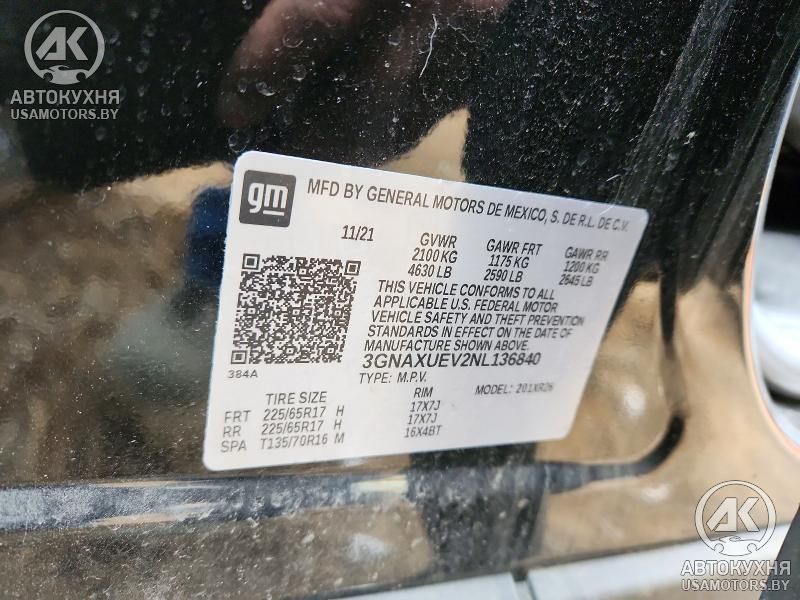 AK
АВТОКУХНЯ
USAMOTORS.BY
gm
MFD BY GENERAL MOTORS DE MEXICO, S. DE R.L. DE C.V.
11/21 GVWR GAWR FRT GAWR RR
2100 KG 1175 KG 1200 KG
4630 LB 2590 LB 2645 LB
THIS VEHICLE CONFORMS TO ALL
APPLICABLE U.S. FEDERAL MOTOR
VEHICLE SAFETY AND THEFT PREVENTION
STANDARDS IN EFFECT ON THE DATE OF
MANUFACTURE SHOWN ABOVE.
3GNAXUEV2NL136840
384A
TYPE: M.P.V. MODEL: 201XR26
TIRE SIZE RIM
FRT 225/65R17 H 17X7J
RR 225/65R17 H 17X7J
SPA T135/70R16 M 16X4BT
AK
АВТОКУХНЯ
USAMOTORS.BY